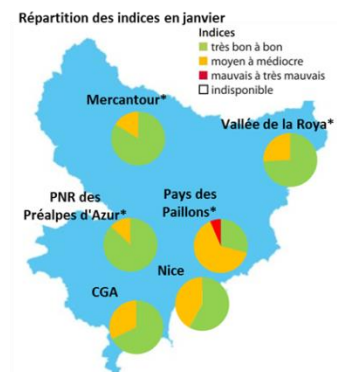 Répartition des indices en janvier
Indices
très bon à bon
moyen à médiocre
mauvais à très mauvais
indisponible
Mercantour*
Vallée de la Roya*
PNR des
Préalpes d'Azur*
Pays des
Paillons*
Nice
CGA